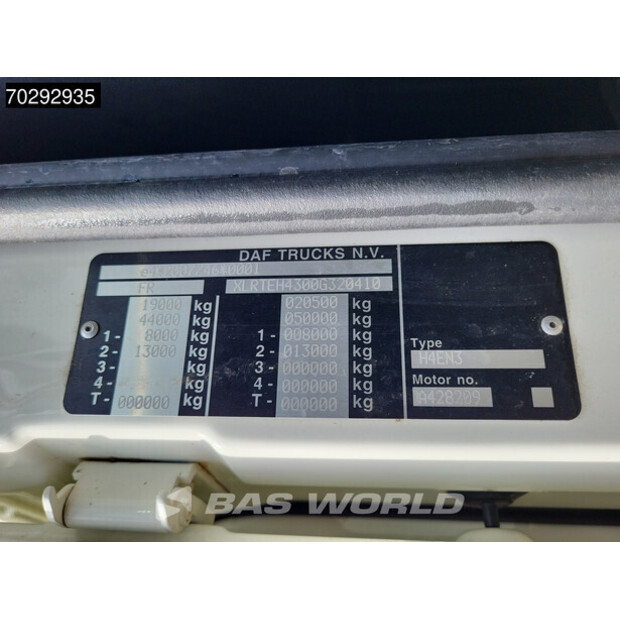 70292935
DAF TRUCKS N.V.
FR XLRTEH4300G320410
19000 kg 020500 kg
44000 kg 050000 kg
1- 8000 kg 1- 008000 kg
2- 13000 kg 2- 013000 kg
3- kg 3- 000000 kg
4- kg 4- 000000 kg
T- 000000 kg T- 000000 kg
Type
H4EN3
Motor no.
A428209
BAS WORLD